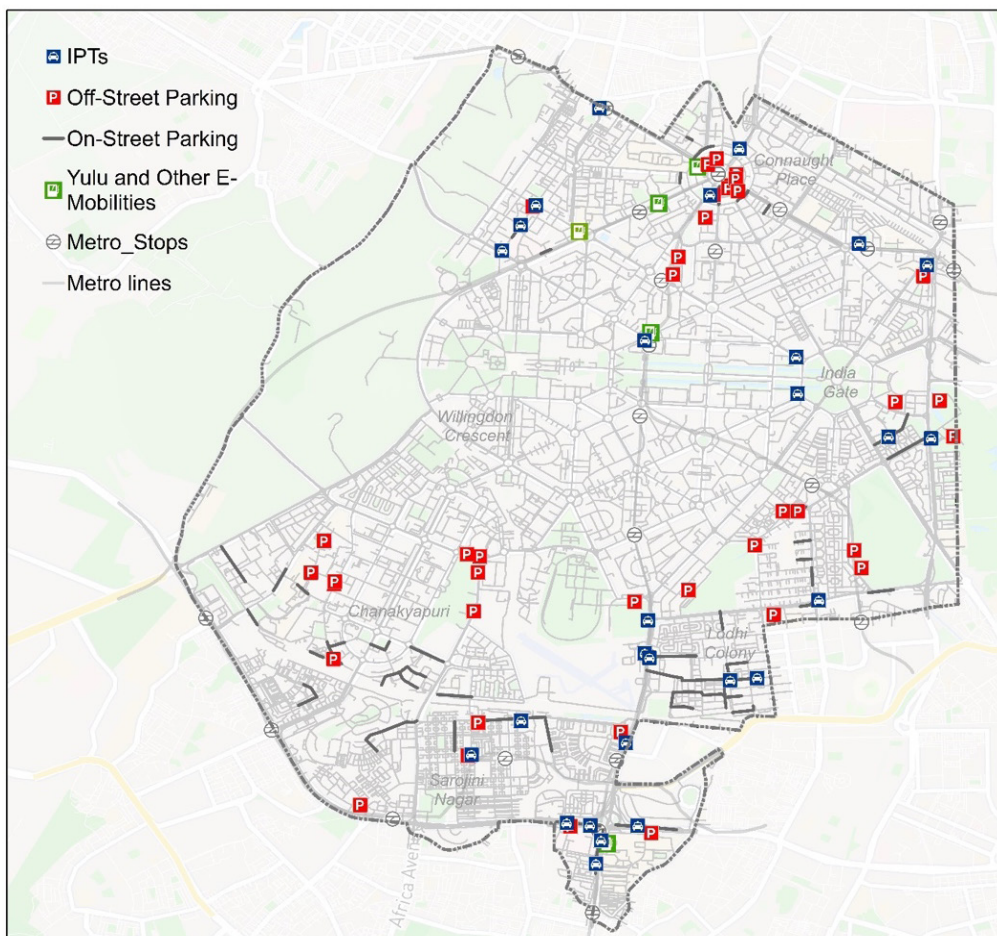 IPTs
P Off-Street Parking
On-Street Parking
Yulu and Other E-
Mobilities
Metro_Stops
Metro lines
Connaught
Place
India
Gate
Willingdon
Crescent
Chanakyapuri
Lodhi
Colony
Sarojini
Nagar
Africa Aven